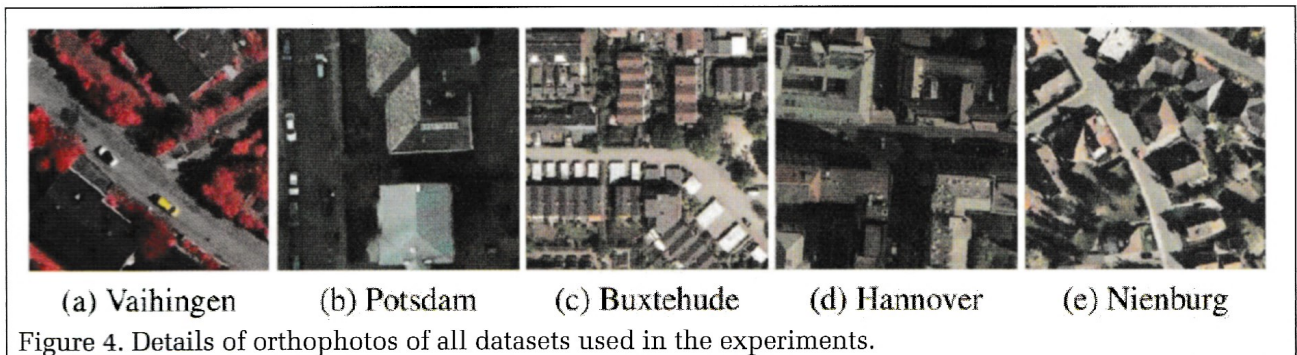 (a) Vaihingen (b) Potsdam (c) Buxtehude (d) Hannover (e) Nienburg
Figure 4. Details of orthophotos of all datasets used in the experiments.